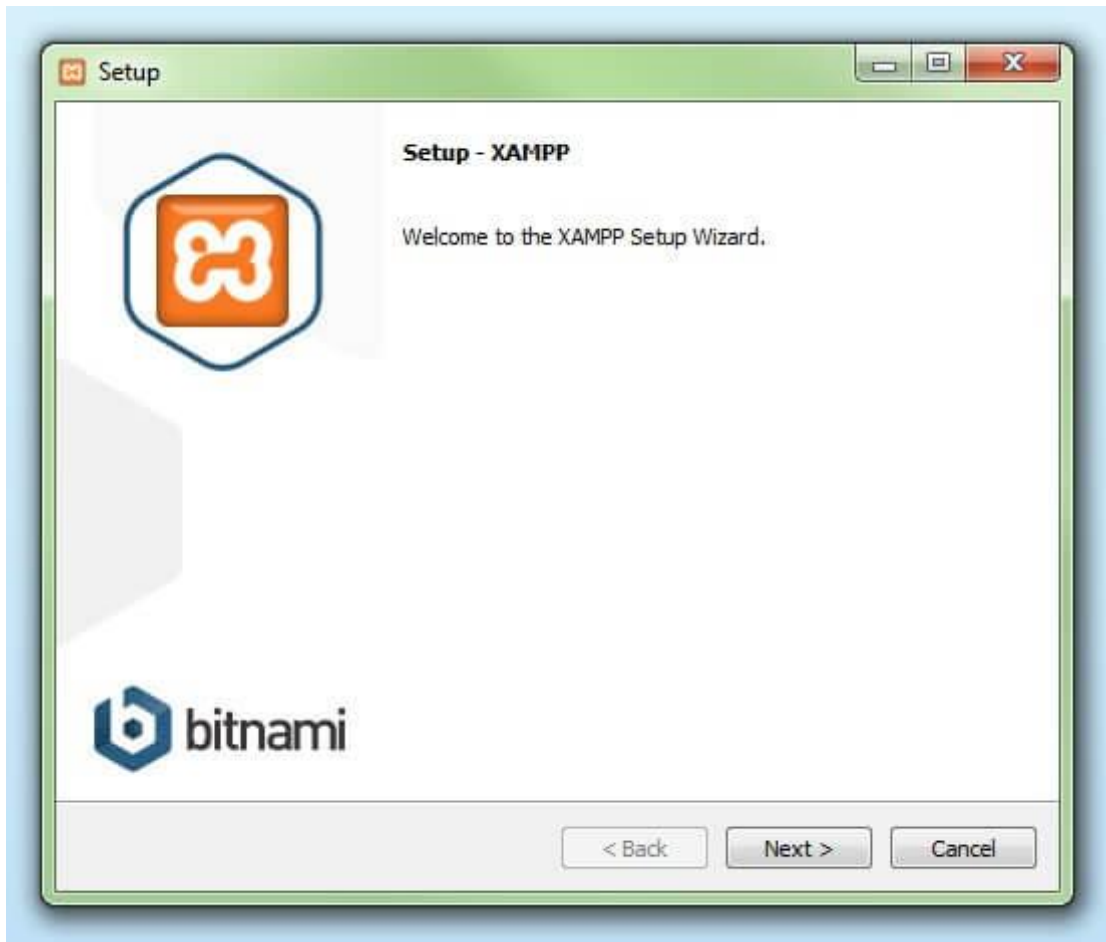 Setup
Setup - XAMPP
Welcome to the XAMPP Setup Wizard.
bitnami
< Back Next > Cancel